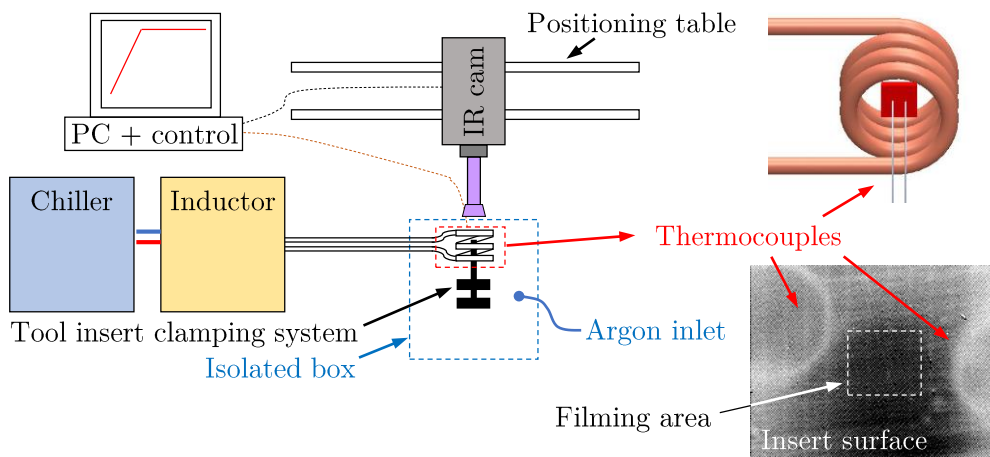 Positioning table
IR cam
PC + control
Chiller
Inductor
Thermocouples
Tool insert clamping system
Argon inlet
Isolated box
Filming area
Insert surface